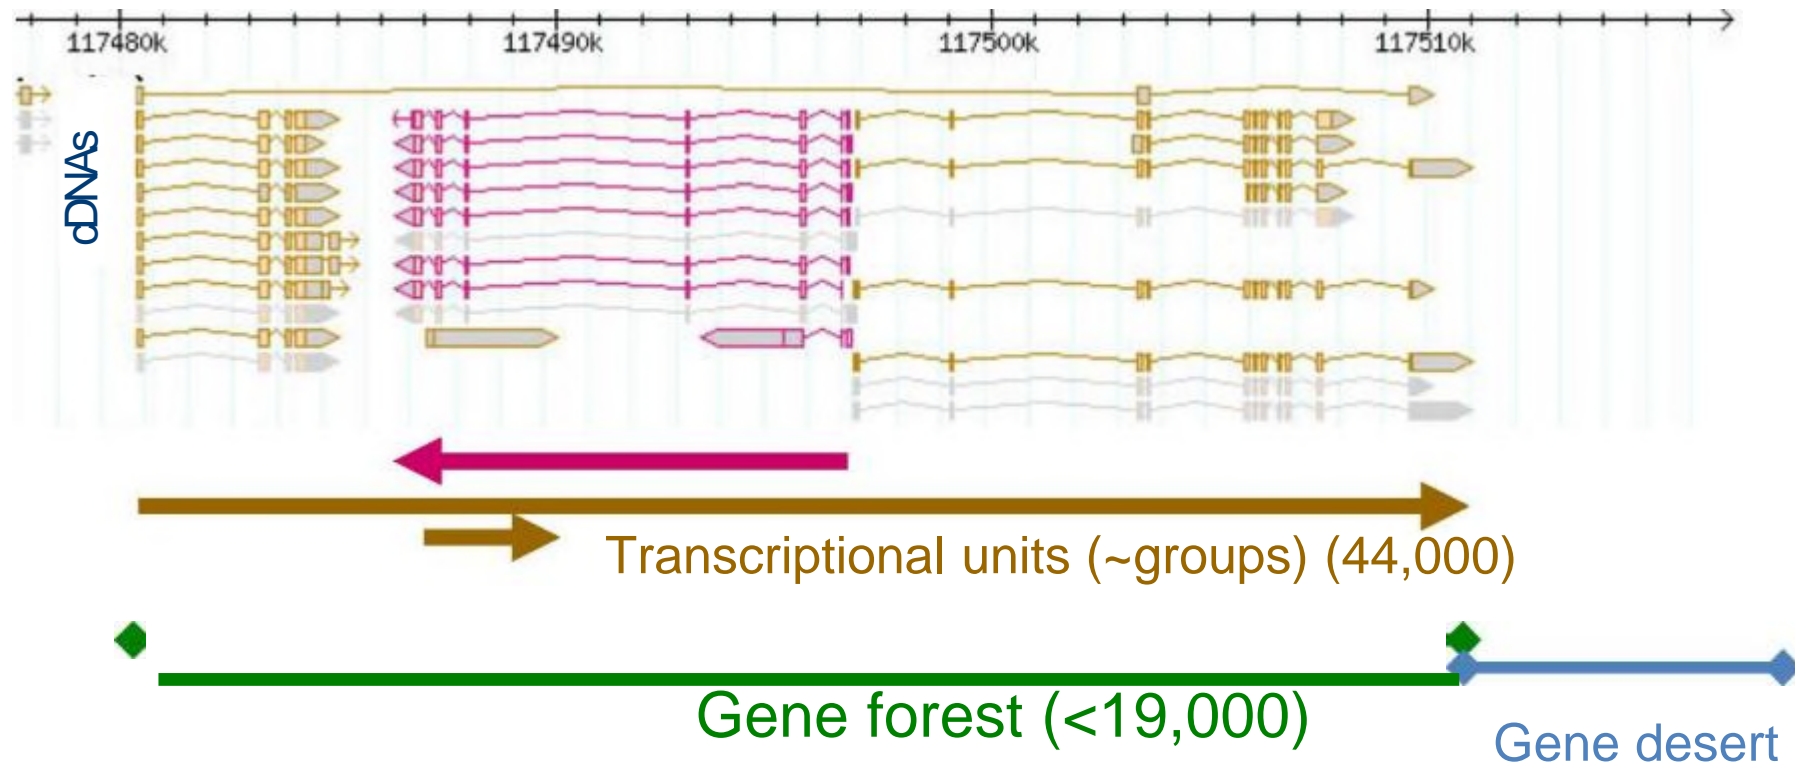 117480k 117490k 117500k 117510k
cDNAs
Transcriptional units (~groups) (44,000)
Gene forest (<19,000)
Gene desert